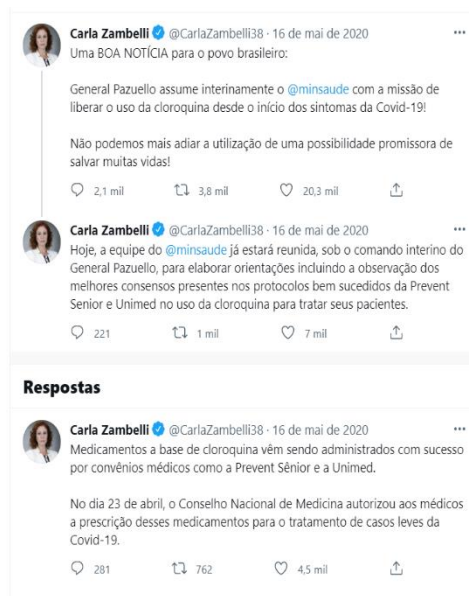 Carla Zambelli @CarlaZambelli38 · 16 de mai de 2020 ...
Uma BOA NOTÍCIA para o povo brasileiro:
General Pazuello assume interinamente o @minsaude com a missão de
liberar o uso da cloroquina desde o início dos sintomas da Covid-19!
Não podemos mais adiar a utilização de uma possibilidade promissora de
salvar muitas vidas!
2,1 mil 3,8 mil 20,3 mil
Carla Zambelli @CarlaZambelli38 · 16 de mai de 2020 ...
Hoje, a equipe do @minsaude já estará reunida, sob o comando interino do
General Pazuello, para elaborar orientações incluindo a observação dos
melhores consensos presentes nos protocolos bem sucedidos da Prevent
Senior e Unimed no uso da cloroquina para tratar seus pacientes.
221 1 mil 7 mil
Respostas
Carla Zambelli @CarlaZambelli38 · 16 de mai de 2020 ...
Medicamentos a base de cloroquina vêm sendo administrados com sucesso
por convênios médicos como a Prevent Sênior e a Unimed.
No dia 23 de abril, o Conselho Nacional de Medicina autorizou aos médicos
a prescrição desses medicamentos para o tratamento de casos leves da
Covid-19.
281 762 4,5 mil